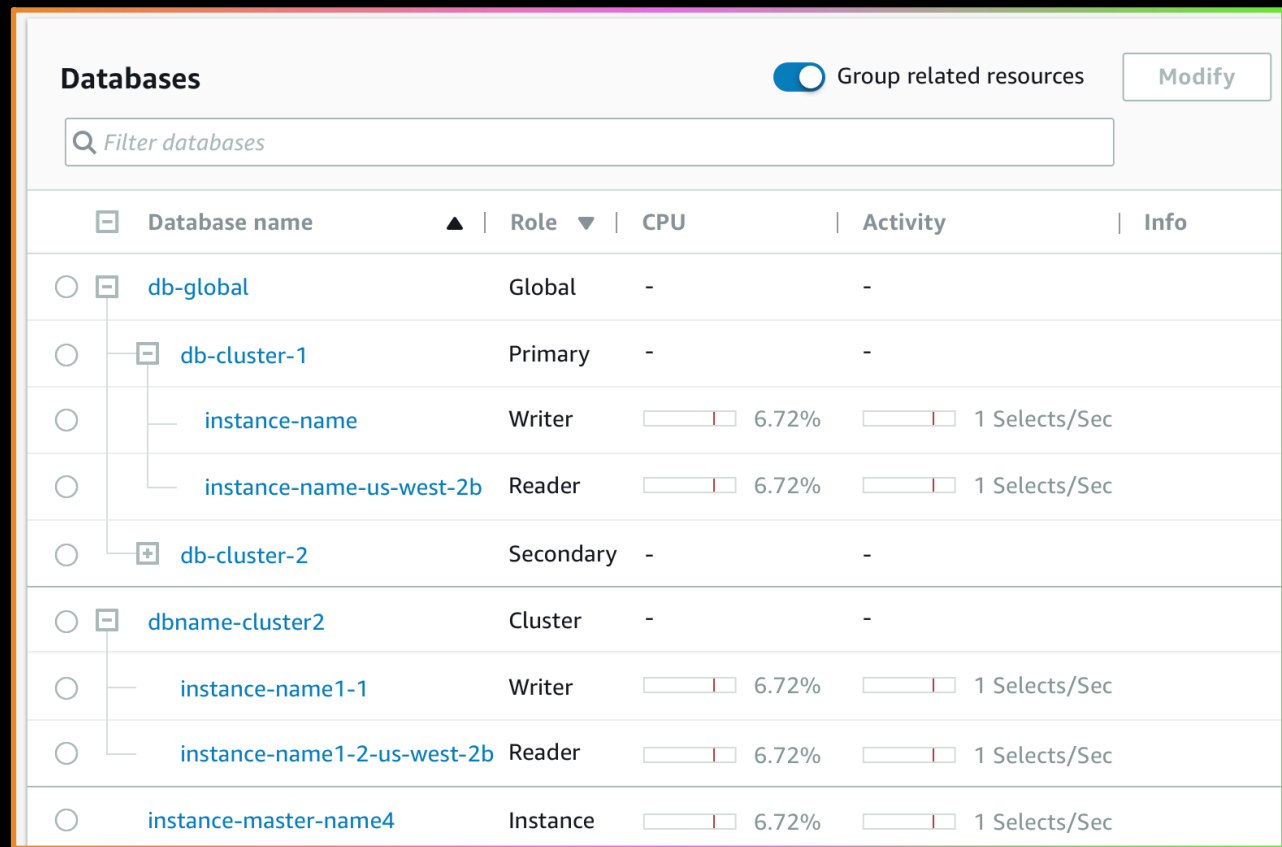 Databases
Group related resources
Modify
Filter databases
Database name Role CPU Activity Info
db-global Global - -
db-cluster-1 Primary - -
instance-name Writer 6.72% 1 Selects/Sec
instance-name-us-west-2b Reader 6.72% 1 Selects/Sec
db-cluster-2 Secondary - -
dbname-cluster2 Cluster - -
instance-name1-1 Writer 6.72% 1 Selects/Sec
instance-name1-2-us-west-2b Reader 6.72% 1 Selects/Sec
instance-master-name4 Instance 6.72% 1 Selects/Sec